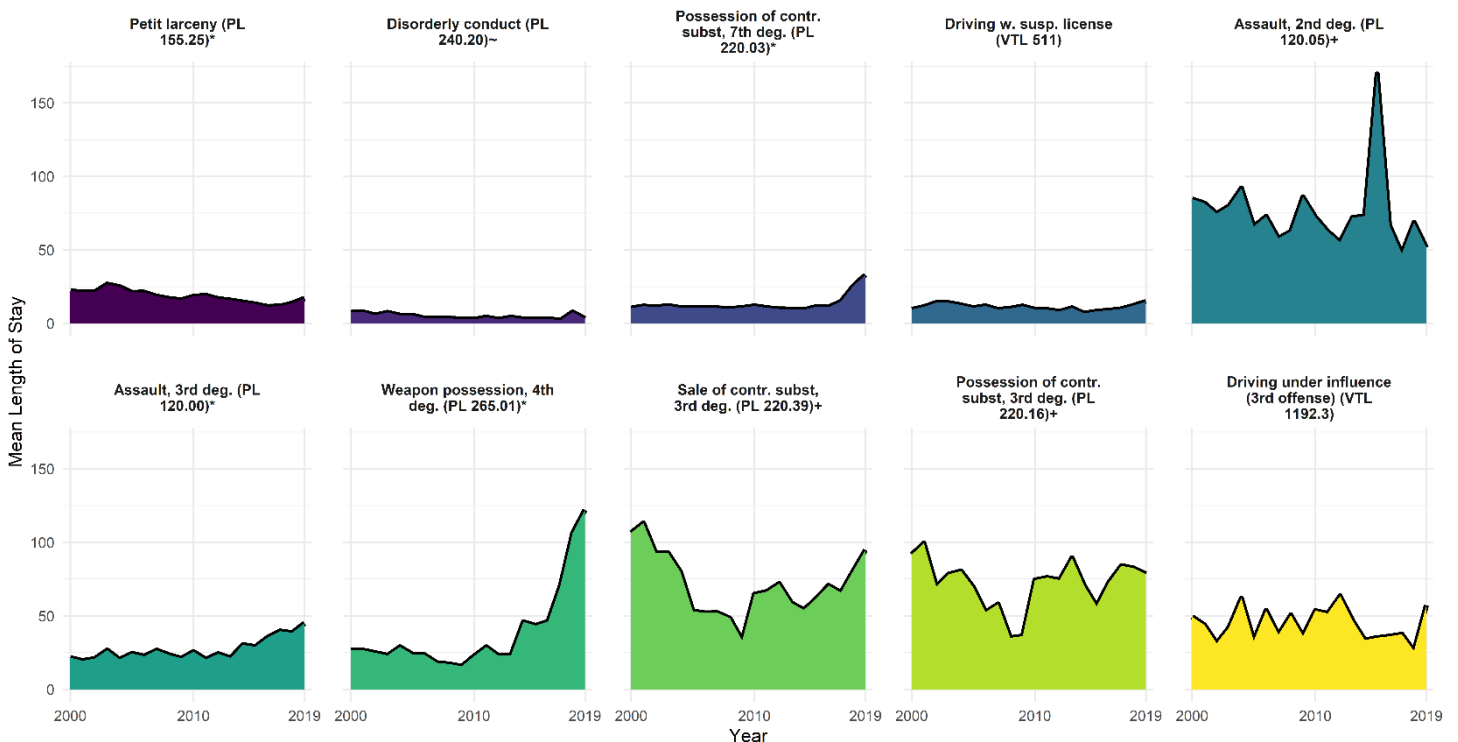 Petit larceny (PL
155.25)*
Disorderly conduct (PL
240.20)~
Possession of contr.
subst, 7th deg. (PL
220.03)*
Driving w. susp. license
(VTL 511)
Assault, 2nd deg. (PL
120.05)+
150
100
50
0
Mean Length of Stay
Assault, 3rd deg. (PL
120.00)*
Weapon possession, 4th
deg. (PL 265.01)*
Sale of contr. subst,
3rd deg. (PL 220.39)+
Possession of contr.
subst, 3rd deg. (PL
220.16)+
Driving under influence
(3rd offense) (VTL
1192.3)
150
100
50
0
2000 2010 2019
2000 2010 2019
2000 2010 2019
2000 2010 2019
2000 2010 2019
Year